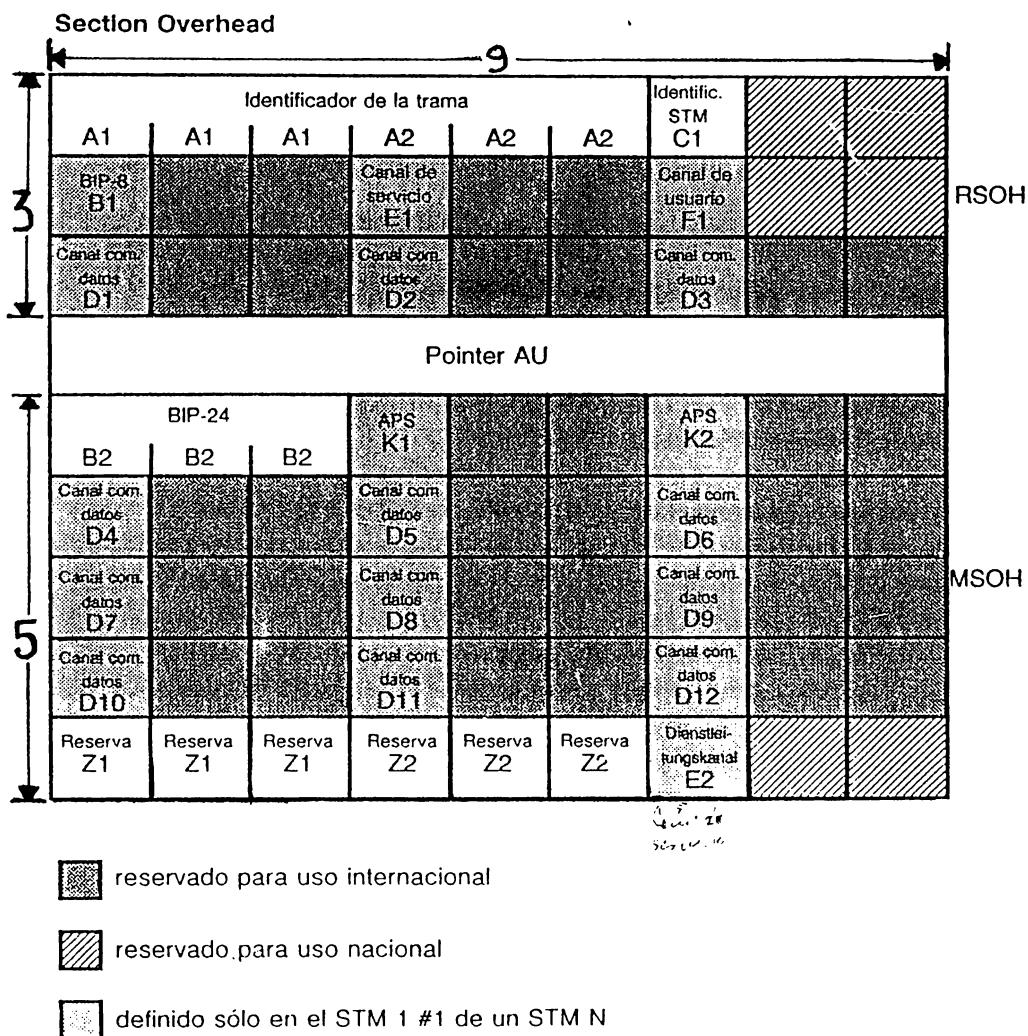 Section Overhead
9
Identificador de la trama
Identific.
STM
C1
A1 A1 A1 A2 A2 A2
3
BIP-8
B1
Canal de
servicio
E1
Canal de
usuario
F1
RSOH
Canal com.
datos
D1
Canal com.
datos
D2
Canal com.
datos
D3
Pointer AU
BIP-24
B2 B2 B2
APS
K1
APS
K2
Canal com.
datos
D4
Canal com.
datos
D5
Canal com.
datos
D6
5
Canal com.
datos
D7
Canal com.
datos
D8
Canal com.
datos
D9
MSOH
Canal com.
datos
D10
Canal com.
datos
D11
Canal com.
datos
D12
Reserva
Z1
Reserva
Z1
Reserva
Z1
Reserva
Z2
Reserva
Z2
Reserva
Z2
Dienstlei-
tungskanal
E2
reservado para uso internacional
reservado para uso nacional
definido sólo en el STM 1 #1 de un STM N